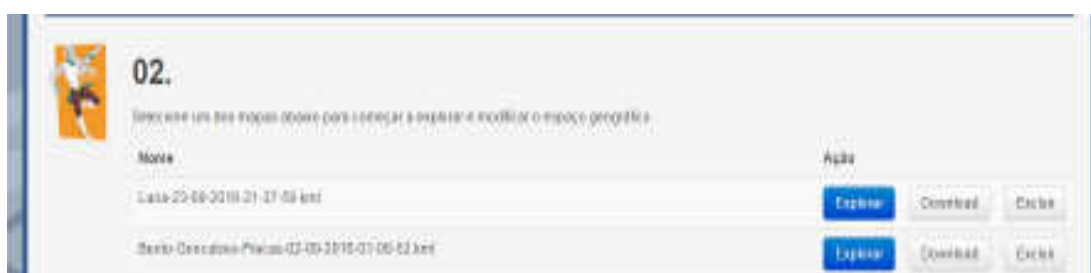 02.
Selecione um dos mapas abaixo para começar a explorar e modificar o espaço geográfico
Nome Ação
Explorar Download Excluir
Explorar Download Excluir